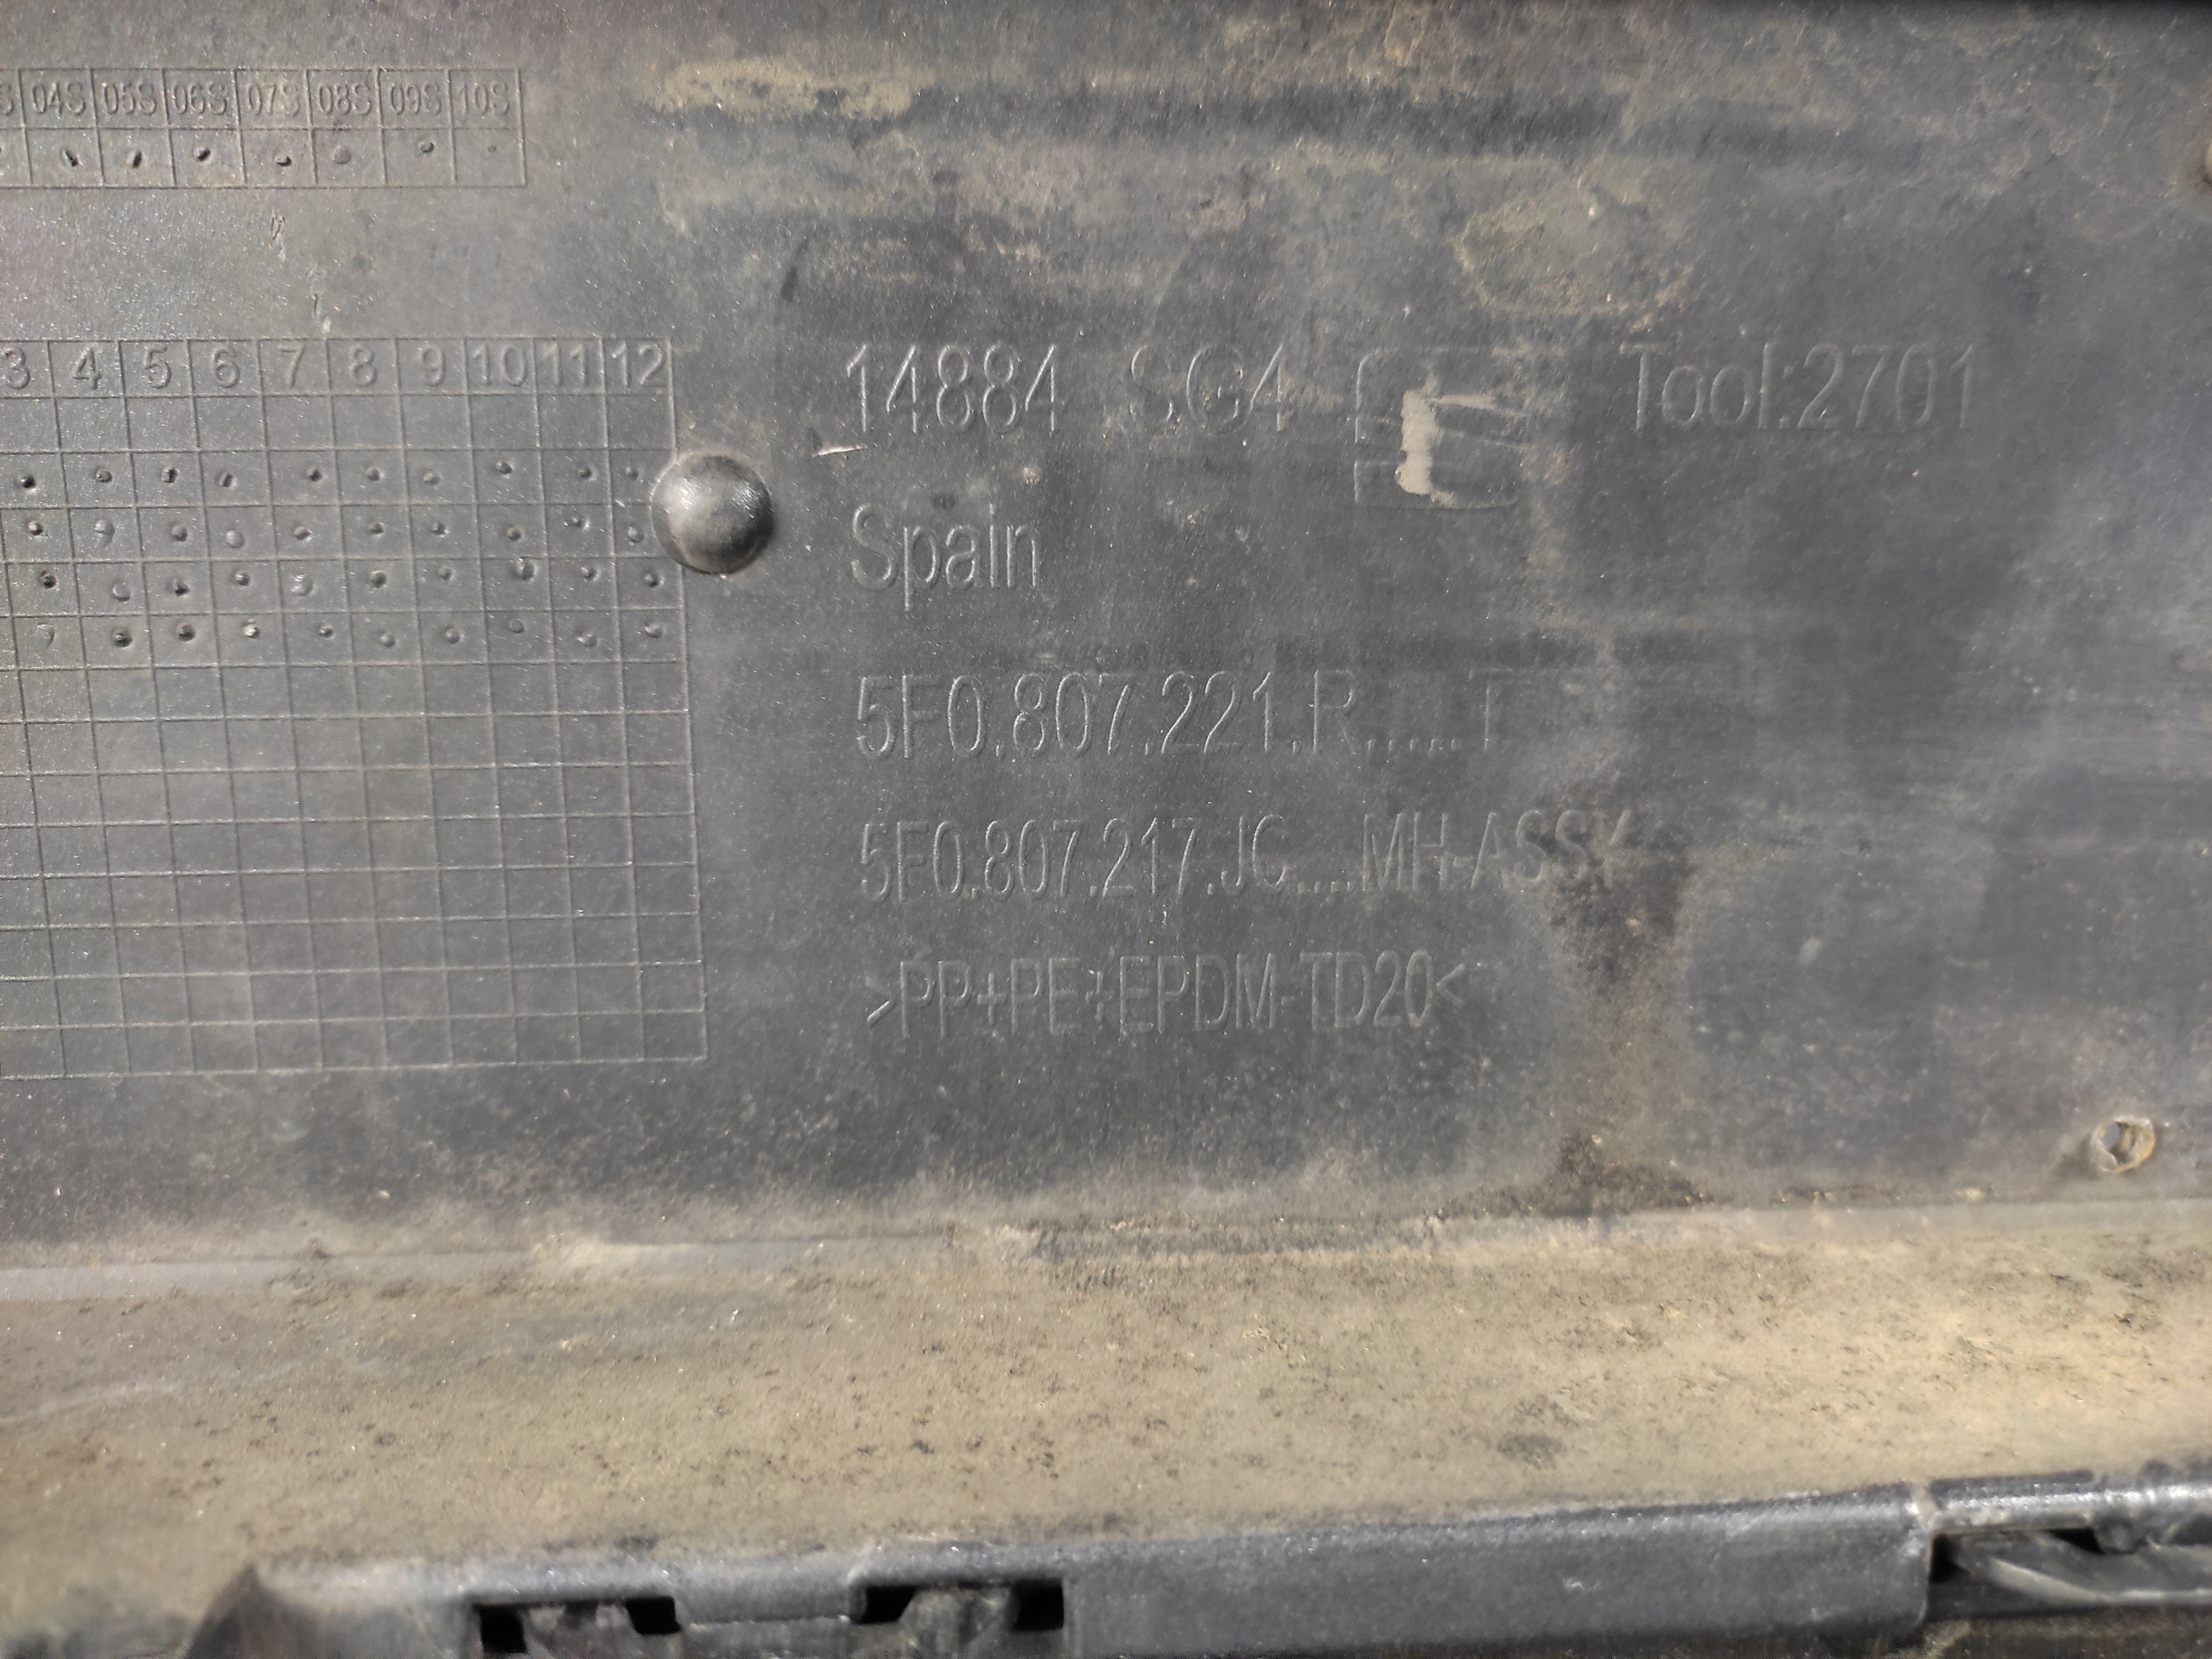 04S 05S 06S 07S 08S 09S 10S
3 4 5 6 7 8 9 10 11 12
14884 SG4 Tool:2701
Spain
5F0.807.221.R.....T
5F0.807.217.JC....MH-ASSY
>PP+PE+EPDM-TD20<